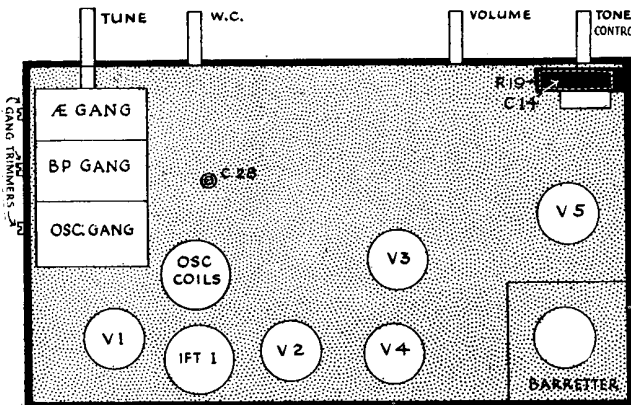 TUNE
W.C.
VOLUME
TONE
CONTROL
R19
C14
Æ GANG
GANG TRIMMERS
BP GANG
C28
OSC. GANG
V5
OSC
COILS
V3
V1
IFT 1
V2
V4
BARRETTER